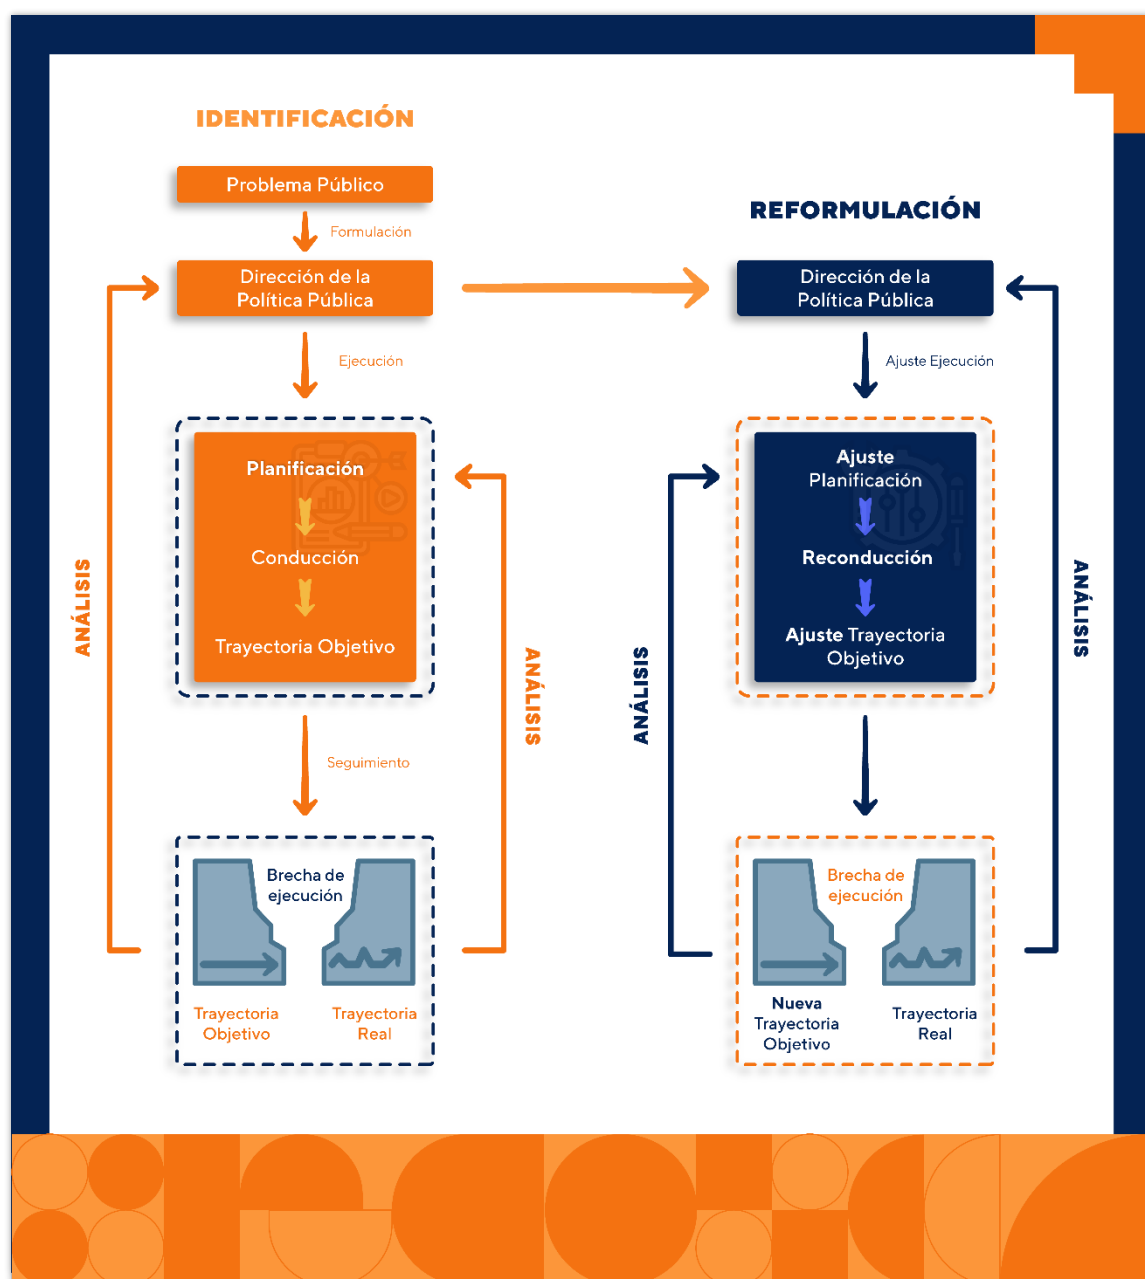 IDENTIFICACIÓN
Problema Público
Formulación
Dirección de la
Política Pública
Ejecución
Planificación
Conducción
Trayectoria Objetivo
Seguimiento
Brecha de
ejecución
Trayectoria
Objetivo
Trayectoria
Real
ANÁLISIS
ANÁLISIS
REFORMULACIÓN
Dirección de la
Política Pública
Ajuste Ejecución
Ajuste
Planificación
Reconducción
Ajuste Trayectoria
Objetivo
Brecha de
ejecución
Nueva
Trayectoria
Objetivo
Trayectoria
Real
ANÁLISIS
ANÁLISIS